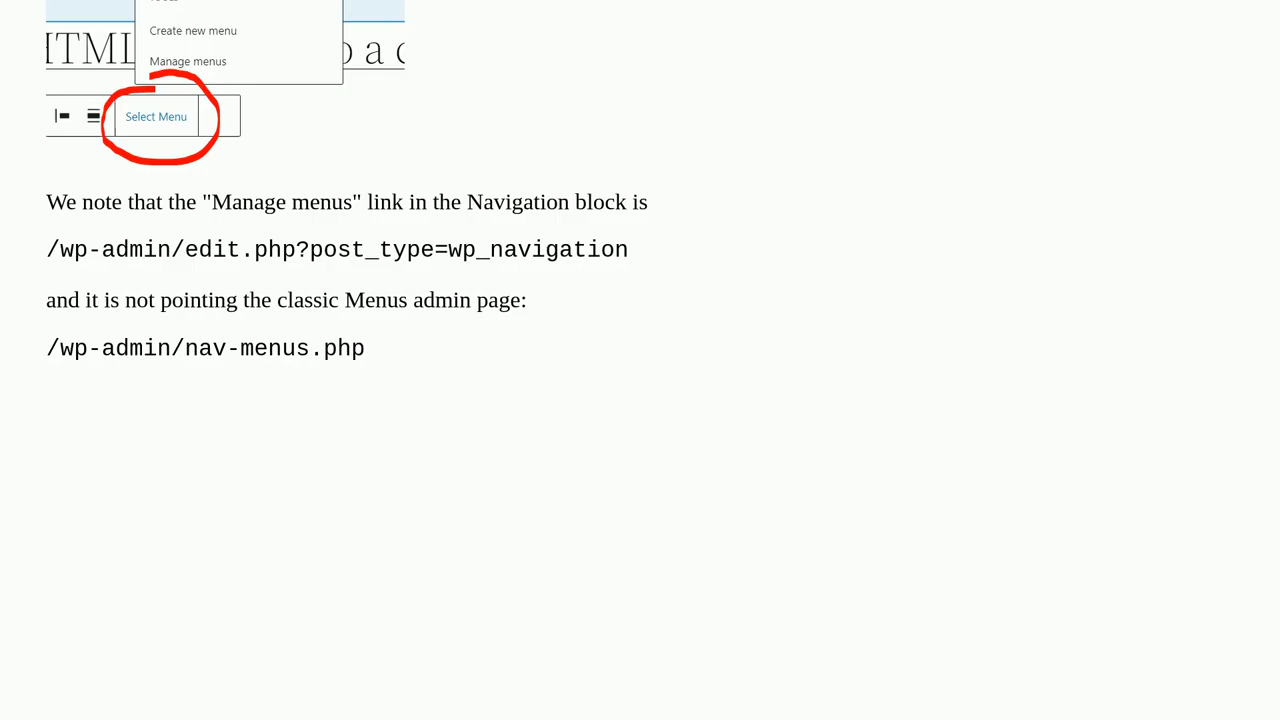 Create new menu
HTML
Manage menus
Select Menu
We note that the "Manage menus" link in the Navigation block is
/wp-admin/edit.php?post_type=wp_navigation
and it is not pointing the classic Menus admin page:
/wp-admin/nav-menus.php